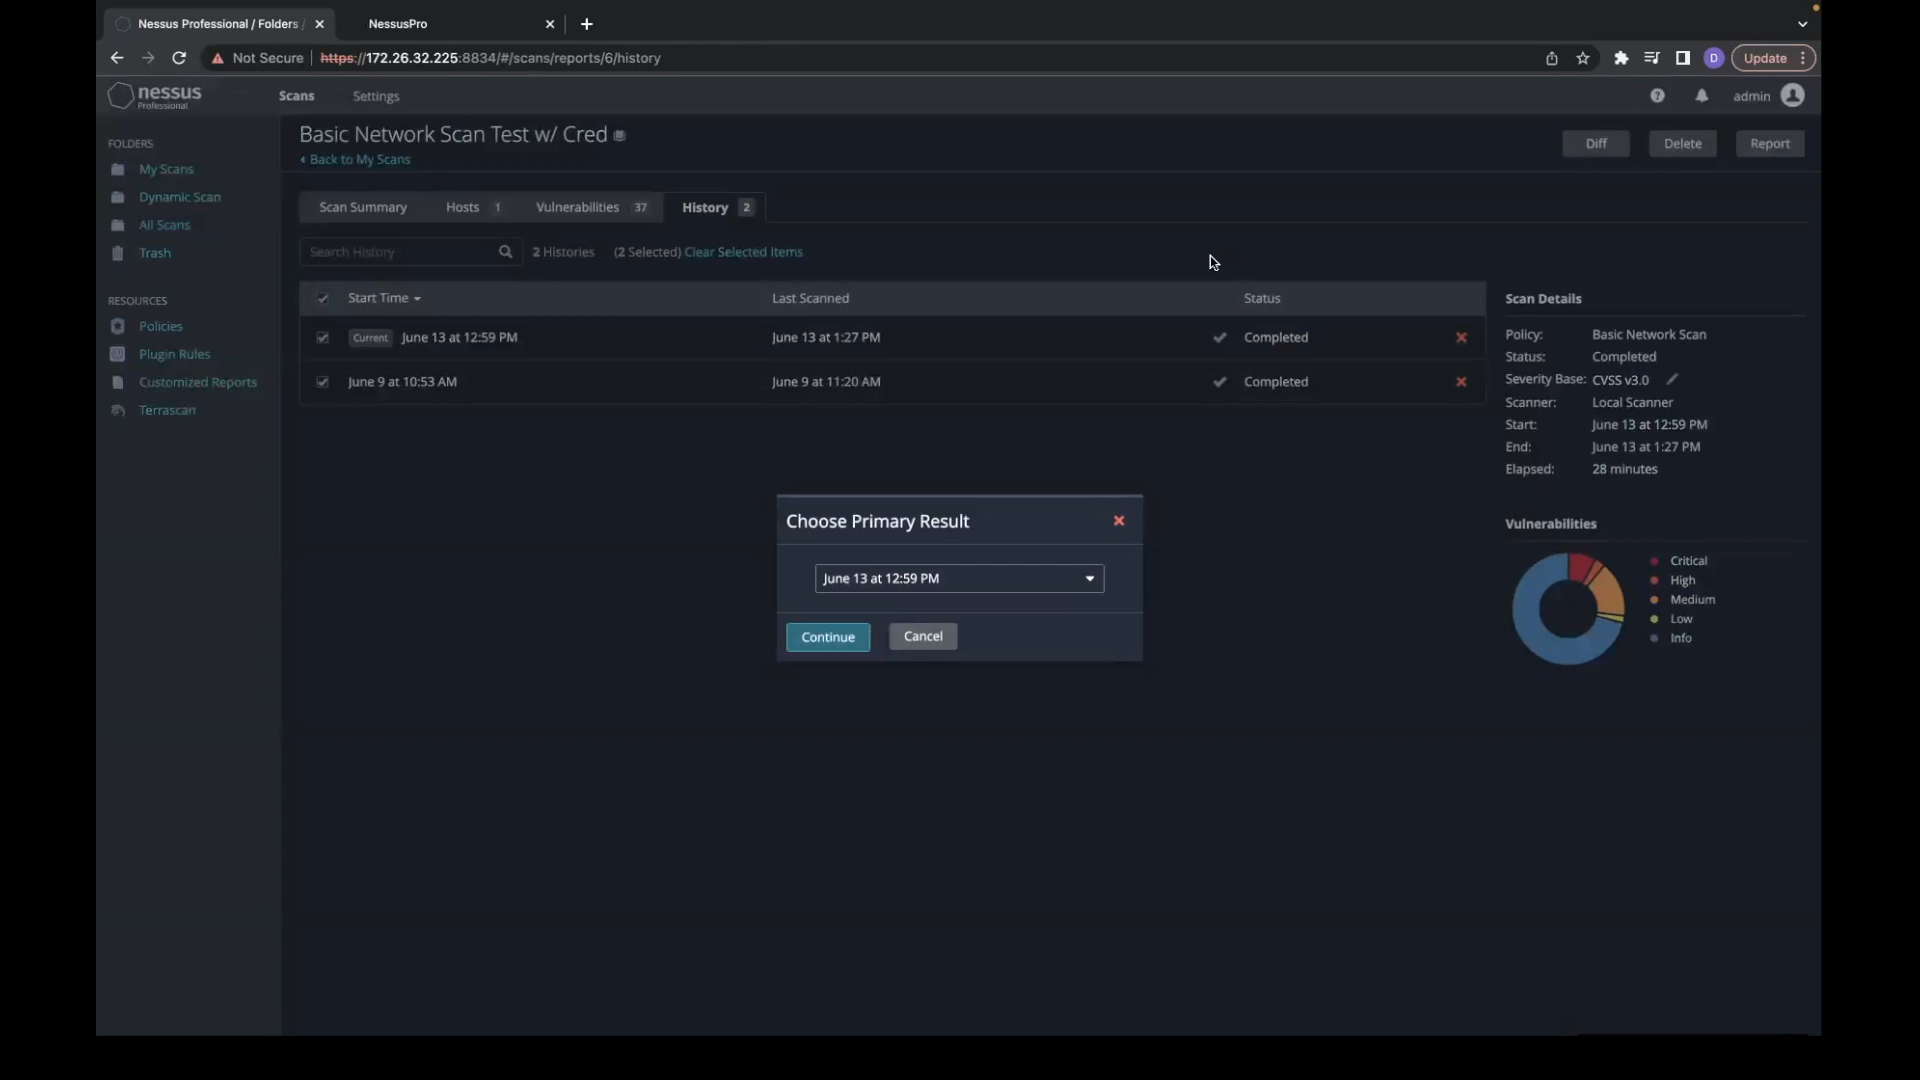 Nessus Professional / Folders /
NessusPro
Not Secure
https://172.26.32.225:8834/#/scans/reports/6/history
D
Update
nessus
Professional
Scans
Settings
admin
FOLDERS
My Scans
Dynamic Scan
All Scans
Trash
RESOURCES
Policies
Plugin Rules
Customized Reports
Terrascan
Basic Network Scan Test w/ Cred
Back to My Scans
Diff
Delete
Report
Scan Summary
Hosts 1
Vulnerabilities 37
History 2
Search History
2 Histories
(2 Selected) Clear Selected Items
Start Time
Last Scanned
Status
Current June 13 at 12:59 PM
June 13 at 1:27 PM
Completed
June 9 at 10:53 AM
June 9 at 11:20 AM
Completed
Scan Details
Policy: Basic Network Scan
Status: Completed
Severity Base: CVSS v3.0
Scanner: Local Scanner
Start: June 13 at 12:59 PM
End: June 13 at 1:27 PM
Elapsed: 28 minutes
Vulnerabilities
Critical
High
Medium
Low
Info
Choose Primary Result
June 13 at 12:59 PM
Continue
Cancel